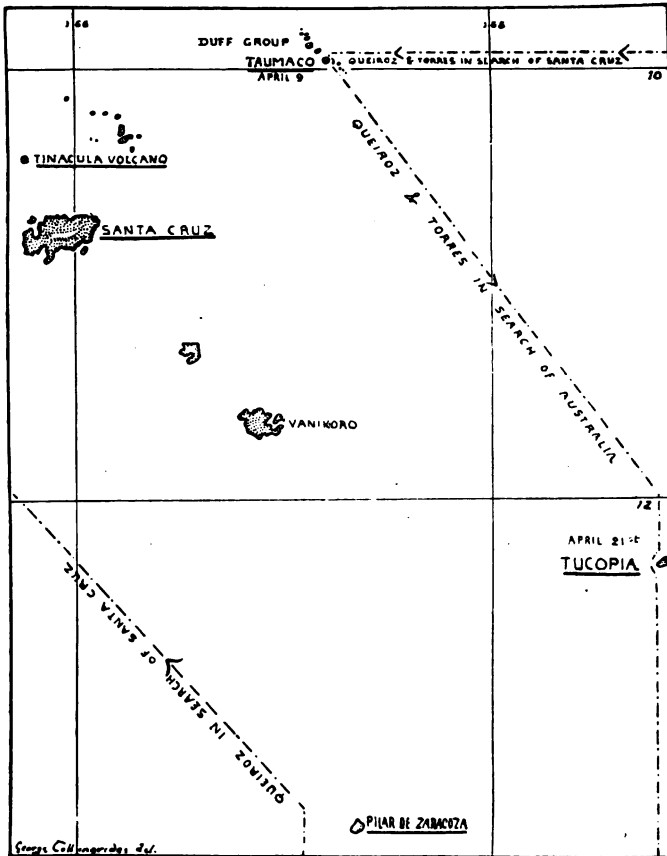 166
168
DUFF GROUP
TAUMACO
APRIL 9
QUEIROZ & TORRES IN SEARCH OF SANTA CRUZ
10
QUEIROZ & TORRES IN SEARCH OF AUSTRALIA
TINACULA VOLCANO
SANTA CRUZ
VANIKORO
12
APRIL 21st
TUCOPIA
QUEIROZ IN SEARCH OF SANTA CRUZ
PILAR DE ZARAGOZA
George Collingridge del.